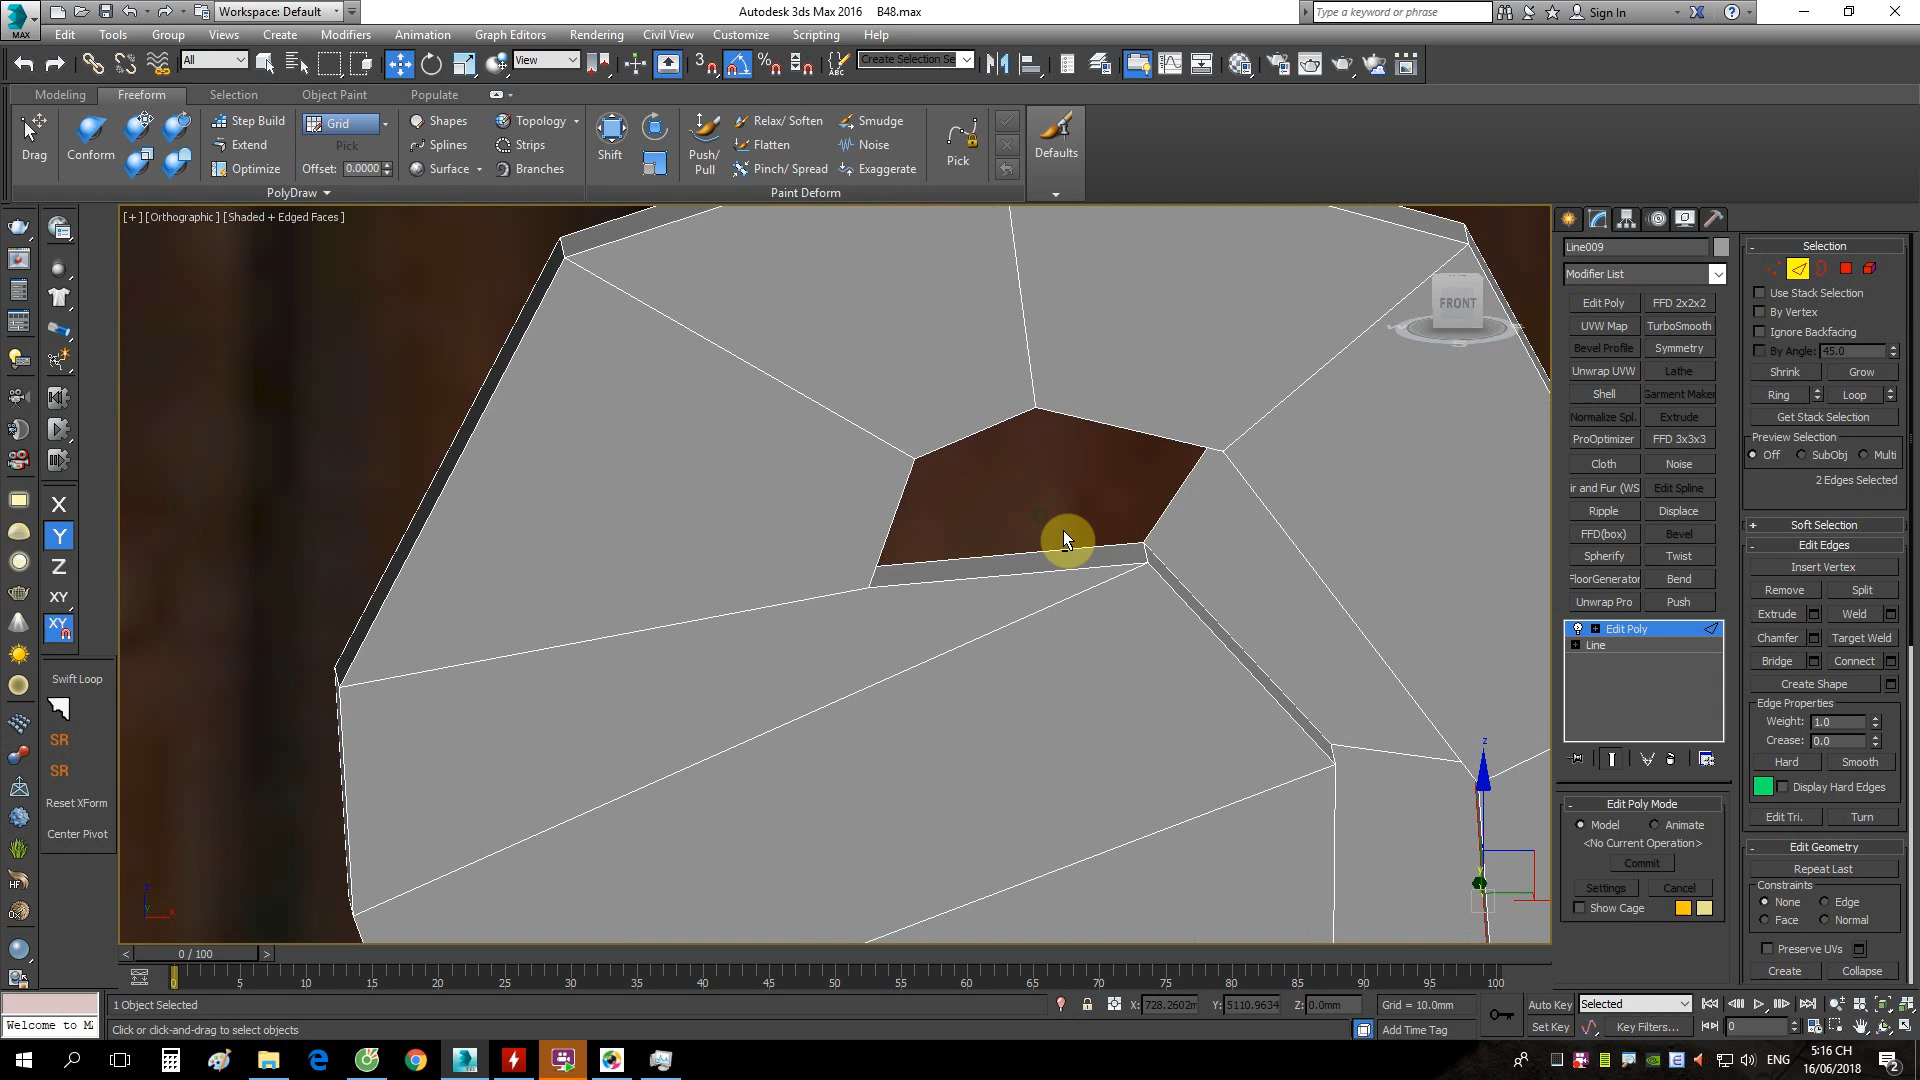 MAX
Workspace: Default
Autodesk 3ds Max 2016 B48.max
Type a keyword or phrase
Sign In
Edit Tools Group Views Create Modifiers Animation Graph Editors Rendering Civil View Customize Scripting Help
All
View
Create Selection Se
Modeling Freeform Selection Object Paint Populate
Drag
Conform
Step Build
Extend
Optimize
Grid
Pick
Offset: 0.0000
Shapes
Splines
Surface
Topology
Strips
Branches
Shift
Push/
Pull
Relax/ Soften
Flatten
Pinch/ Spread
Smudge
Noise
Exaggerate
Pick
Defaults
PolyDraw
Paint Deform
[+] [Orthographic] [Shaded + Edged Faces]
FRONT
X
Y
Z
XY
XY
Swift Loop
SR
SR
Reset XForm
Center Pivot
HF
Line009
Modifier List
Edit Poly FFD 2x2x2
UVW Map TurboSmooth
Bevel Profile Symmetry
Unwrap UVW Lathe
Shell Garment Maker
Normalize Spl. Extrude
ProOptimizer FFD 3x3x3
Cloth Noise
ir and Fur (WS Edit Spline
Ripple Displace
FFD(box) Bevel
Spherify Twist
FloorGenerator Bend
Unwrap Pro Push
Edit Poly
Line
Edit Poly Mode
Model Animate
<No Current Operation>
Commit
Settings Cancel
Show Cage
Selection
Use Stack Selection
By Vertex
Ignore Backfacing
By Angle: 45.0
Shrink Grow
Ring Loop
Get Stack Selection
Preview Selection
Off SubObj Multi
2 Edges Selected
Soft Selection
Edit Edges
Insert Vertex
Remove Split
Extrude Weld
Chamfer Target Weld
Bridge Connect
Create Shape
Edge Properties
Weight: 1.0
Crease: 0.0
Hard Smooth
Display Hard Edges
Edit Tri. Turn
Edit Geometry
Repeat Last
Constraints
None Edge
Face Normal
Preserve UVs
Create Collapse
z
0 / 100
0 5 10 15 20 25 30 35 40 45 50 55 60 65 70 75 80 85 90 95 100
1 Object Selected
X: 728.2602m Y: 5110.9634 Z: 0.0mm Grid = 10.0mm
Auto Key Selected
Welcome to M
Click or click-and-drag to select objects
Add Time Tag
Set Key Key Filters... 0
ENG
5:16 CH
16/06/2018
2